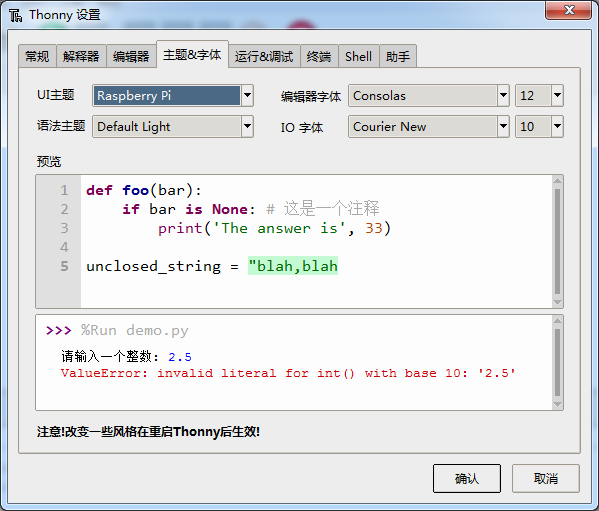 Thonny 设置
常规 解释器 编辑器 主题&字体 运行&调试 终端 Shell 助手
UI主题 Raspberry Pi 编辑器字体 Consolas 12
语法主题 Default Light IO 字体 Courier New 10
预览
1 def foo(bar):
2     if bar is None: # 这是一个注释
3         print('The answer is', 33)
4
5 unclosed_string = "blah,blah
>>> %Run demo.py
请输入一个整数: 2.5
ValueError: invalid literal for int() with base 10: '2.5'
注意!改变一些风格在重启Thonny后生效!
确认 取消